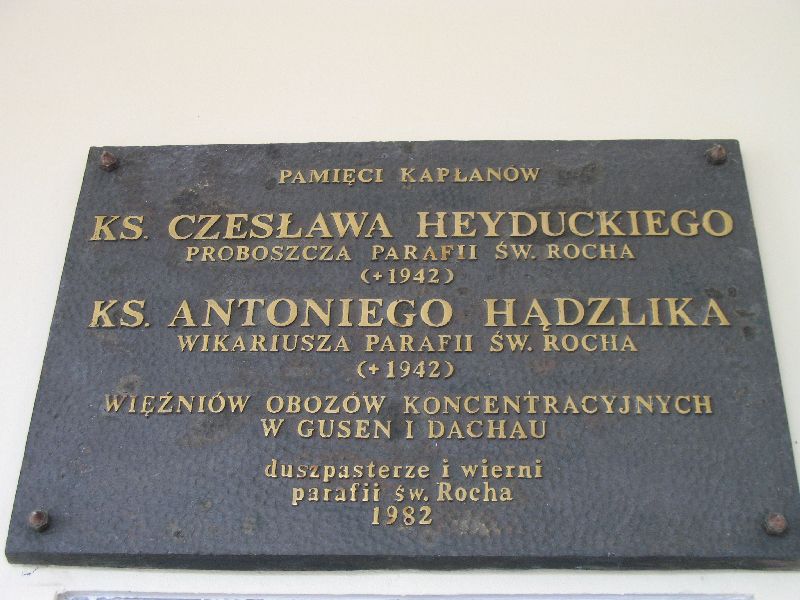 PAMIĘCI KAPŁANÓW
KS. CZESŁAWA HEYDUCKIEGO
PROBOSZCZA PARAFII ŚW. ROCHA
(+1942)
KS. ANTONIEGO HĄDZLIKA
WIKARIUSZA PARAFII ŚW. ROCHA
(+1942)
WIĘŹNIÓW OBOZÓW KONCENTRACYJNYCH
W GUSEN I DACHAU
duszpasterze i wierni
parafii św. Rocha
1982